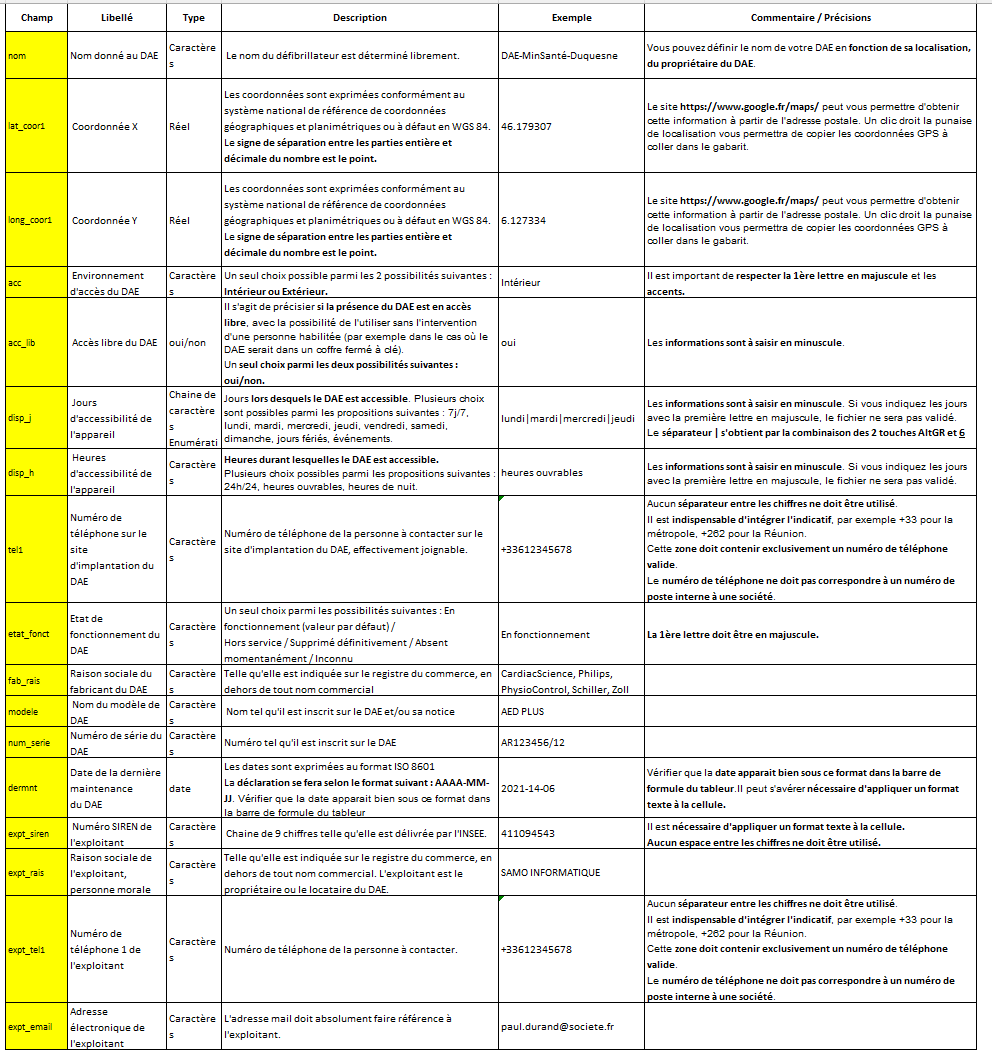 Champ Libellé Type Description Exemple Commentaire / Précisions
nom
Nom donné au DAE
Caractère
s
Le nom du défibrillateur est déterminé librement.
DAE-MinSanté-Duquesne
Vous pouvez définir le nom de votre DAE en fonction de sa localisation,
du propriétaire du DAE.
lat_coor1
Coordonnée X
Réel
Les coordonnées sont exprimées conformément au
système national de référence de coordonnées
géographiques et planimétriques ou à défaut en WGS 84.
Le signe de séparation entre les parties entière et
décimale du nombre est le point.
46.179307
Le site https://www.google.fr/maps/ peut vous permettre d'obtenir
cette information à partir de l'adresse postale. Un clic droit la punaise
de localisation vous permettra de copier les coordonnées GPS à
coller dans le gabarit.
long_coor1
Coordonnée Y
Réel
Les coordonnées sont exprimées conformément au
système national de référence de coordonnées
géographiques et planimétriques ou à défaut en WGS 84.
Le signe de séparation entre les parties entière et
décimale du nombre est le point.
6.127334
Le site https://www.google.fr/maps/ peut vous permettre d'obtenir
cette information à partir de l'adresse postale. Un clic droit la punaise
de localisation vous permettra de copier les coordonnées GPS à
coller dans le gabarit.
acc
Environnement
d'accès du DAE
Caractère
s
Un seul choix possible parmi les 2 possibilités suivantes :
Intérieur ou Extérieur.
Intérieur
Il est important de respecter la 1ère lettre en majuscule et les
accents.
acc_lib
Accès libre du DAE
oui/non
Il s'agit de précisier si la présence du DAE est en accès
libre, avec la possibilité de l'utiliser sans l'intervention
d'une personne habilitée (par exemple dans le cas où le
DAE serait dans un coffre fermé à clé).
Un seul choix parmi les deux possibilités suivantes :
oui/non.
oui
Les informations sont à saisir en minuscule.
disp_j
Jours
d'accessibilité de
l'appareil
Chaine de
caractère
s
Enumérati
Jours lors desquels le DAE est accessible. Plusieurs choix
sont possibles parmi les propositions suivantes : 7j/7,
lundi, mardi, mercredi, jeudi, vendredi, samedi,
dimanche, jours fériés, événements.
lundi|mardi|mercredi|jeudi
Les informations sont à saisir en minuscule. Si vous indiquez les jours
avec la première lettre en majuscule, le fichier ne sera pas validé.
Le séparateur | s'obtient par la combinaison des 2 touches AltGR et 6
disp_h
Heures
d'accessibilité de
l'appareil
Caractère
s
Heures durant lesquelles le DAE est accessible.
Plusieurs choix possibles parmi les propositions suivantes :
24h/24, heures ouvrables, heures de nuit.
heures ouvrables
Les informations sont à saisir en minuscule. Si vous indiquez les jours
avec la première lettre en majuscule, le fichier ne sera pas validé.
tel1
Numéro de
téléphone sur le
site
d'implantation du
DAE
Caractère
s
Numéro de téléphone de la personne à contacter sur le
site d'implantation du DAE, effectivement joignable.
+33612345678
Aucun séparateur entre les chiffres ne doit être utilisé.
Il est indispensable d'intégrer l'indicatif, par exemple +33 pour la
métropole, +262 pour la Réunion.
Cette zone doit contenir exclusivement un numéro de téléphone
valide.
Le numéro de téléphone ne doit pas correspondre à un numéro de
poste interne à une société.
etat_fonct
Etat de
fonctionnement du
DAE
Caractère
s
Un seul choix parmi les possibilités suivantes : En
fonctionnement (valeur par défaut) /
Hors service / Supprimé définitivement / Absent
momentanément / Inconnu
En fonctionnement
La 1ère lettre doit être en majuscule.
fab_rais
Raison sociale du
fabricant du DAE
Caractère
s
Telle qu'elle est indiquée sur le registre du commerce, en
dehors de tout nom commercial
CardiacScience, Philips,
PhysioControl, Schiller, Zoll
modele
Nom du modèle de
DAE
Caractère
s
Nom tel qu'il est inscrit sur le DAE et/ou sa notice
AED PLUS
num_serie
Numéro de série du
DAE
Caractère
s
Numéro tel qu'il est inscrit sur le DAE
AR123456/12
dermnt
Date de la dernière
maintenance
du DAE
date
Les dates sont exprimées au format ISO 8601
La déclaration se fera selon le format suivant : AAAA-MM-
JJ. Vérifier que la date apparait bien sous ce format dans
la barre de formule du tableur
2021-14-06
Vérifier que la date apparait bien sous ce format dans la barre de
formule du tableur.Il peut s'avérer nécessaire d'appliquer un format
texte à la cellule.
expt_siren
Numéro SIREN de
l'exploitant
Caractère
s
Chaine de 9 chiffres telle qu'elle est délivrée par l'INSEE.
411094543
Il est nécessaire d'appliquer un format texte à la cellule.
Aucun espace entre les chiffres ne doit être utilisé.
expt_rais
Raison sociale de
l'exploitant,
personne morale
Caractère
s
Telle qu'elle est indiquée sur le registre du commerce, en
dehors de tout nom commercial. L'exploitant est le
propriétaire ou le locataire du DAE.
SAMO INFORMATIQUE
expt_tel1
Numéro de
téléphone 1 de
l'exploitant
Caractère
s
Numéro de téléphone de la personne à contacter.
+33612345678
Aucun séparateur entre les chiffres ne doit être utilisé.
Il est indispensable d'intégrer l'indicatif, par exemple +33 pour la
métropole, +262 pour la Réunion.
Cette zone doit contenir exclusivement un numéro de téléphone
valide.
Le numéro de téléphone ne doit pas correspondre à un numéro de
poste interne à une société.
expt_email
Adresse
électronique de
l'exploitant
Caractère
s
L'adresse mail doit absolument faire référence à
l'exploitant.
paul.durand@societe.fr